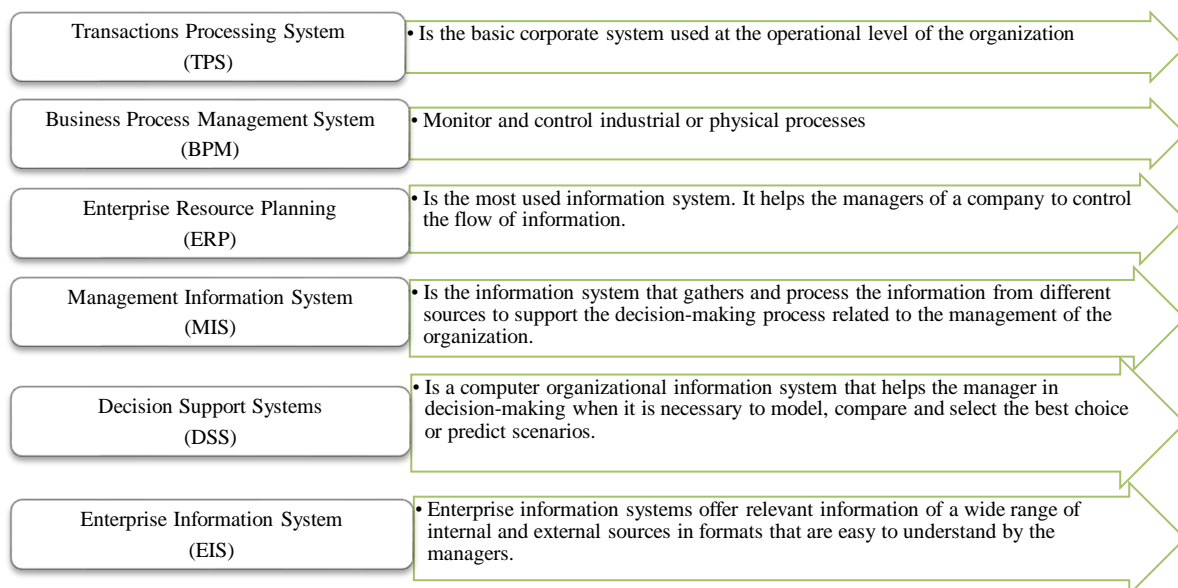 Transactions Processing System
(TPS)
• Is the basic corporate system used at the operational level of the organization
Business Process Management System
(BPM)
• Monitor and control industrial or physical processes
Enterprise Resource Planning
(ERP)
• Is the most used information system. It helps the managers of a company to control
the flow of information.
Management Information System
(MIS)
• Is the information system that gathers and process the information from different
sources to support the decision-making process related to the management of the
organization.
Decision Support Systems
(DSS)
• Is a computer organizational information system that helps the manager in
decision-making when it is necessary to model, compare and select the best choice
or predict scenarios.
Enterprise Information System
(EIS)
• Enterprise information systems offer relevant information of a wide range of
internal and external sources in formats that are easy to understand by the
managers.